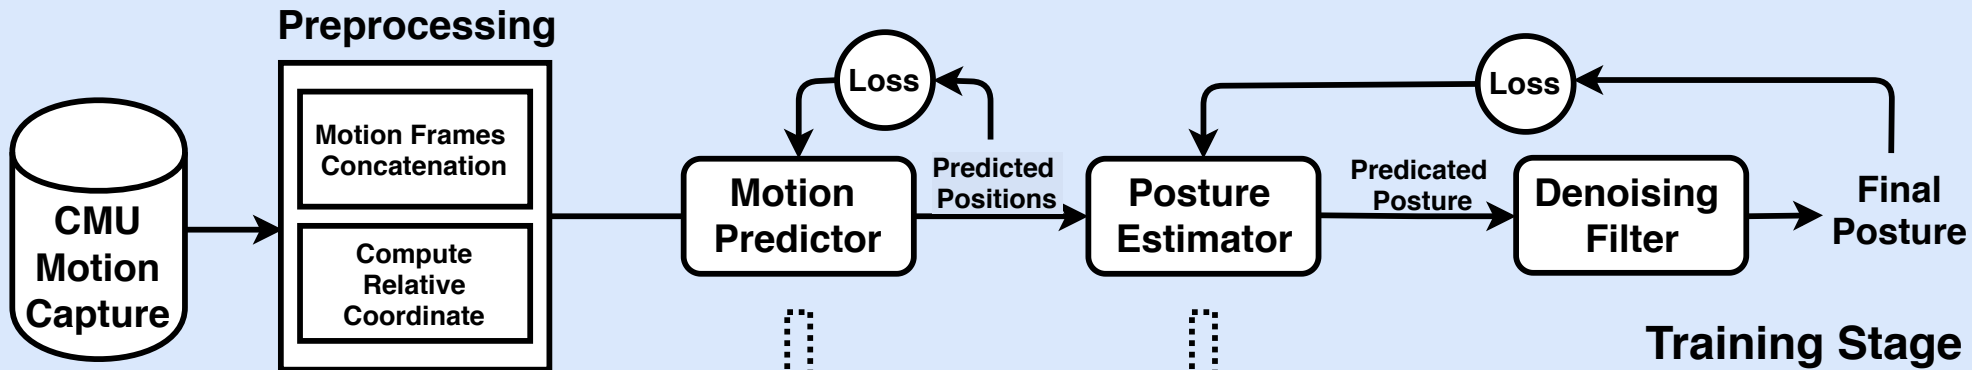 Preprocessing
CMU
Motion
Capture
Motion Frames
Concatenation
Compute
Relative
Coordinate
Loss
Motion
Predictor
Predicted
Positions
Posture
Estimator
Loss
Predicated
Posture
Denoising
Filter
Final
Posture
Training Stage